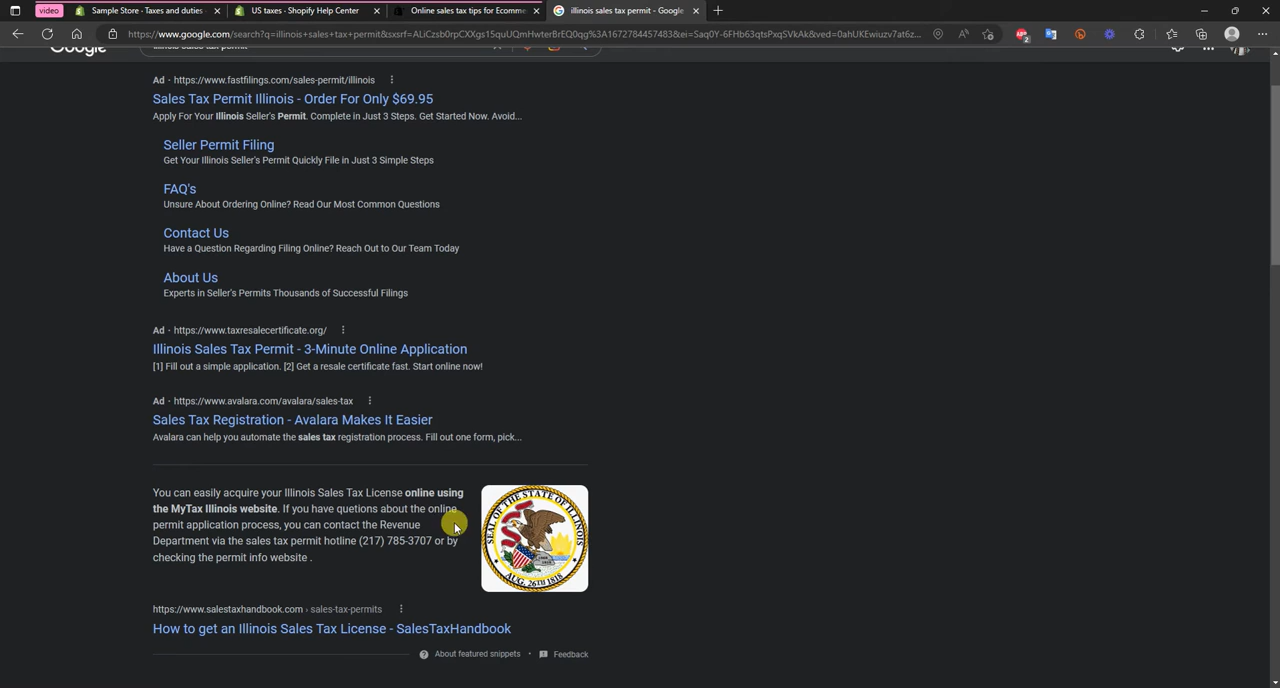 video
Sample Store · Taxes and duties ·
US taxes · Shopify Help Center
Online sales tax tips for Ecomm
illinois sales tax permit - Google
https://www.google.com/search?q=illinois+sales+tax+permit&sxsrf=ALiCzsb0rpCXXgs15quUQmHwterBrEQ0qg%3A1672784457483&ei=Saq0Y-6FHb63qtsPxqSVkAk&ved=0ahUKEwiuzv7at6z...
Google
illinois sales tax permit
Ad · https://www.fastfilings.com/sales-permit/illinois
Sales Tax Permit Illinois - Order For Only $69.95
Apply For Your Illinois Seller's Permit. Complete in Just 3 Steps. Get Started Now. Avoid...
Seller Permit Filing
Get Your Illinois Seller's Permit Quickly File in Just 3 Simple Steps
FAQ's
Unsure About Ordering Online? Read Our Most Common Questions
Contact Us
Have a Question Regarding Filing Online? Reach Out to Our Team Today
About Us
Experts in Seller's Permits Thousands of Successful Filings
Ad · https://www.taxresalecertificate.org/
Illinois Sales Tax Permit - 3-Minute Online Application
[1] Fill out a simple application. [2] Get a resale certificate fast. Start online now!
Ad · https://www.avalara.com/avalara/sales-tax
Sales Tax Registration - Avalara Makes It Easier
Avalara can help you automate the sales tax registration process. Fill out one form, pick...
You can easily acquire your Illinois Sales Tax License online using
the MyTax Illinois website. If you have quetions about the online
permit application process, you can contact the Revenue
Department via the sales tax permit hotline (217) 785-3707 or by
checking the permit info website .
SEAL OF THE STATE OF ILLINOIS
AUG. 26TH 1818
https://www.salestaxhandbook.com › sales-tax-permits
How to get an Illinois Sales Tax License - SalesTaxHandbook
About featured snippets · Feedback